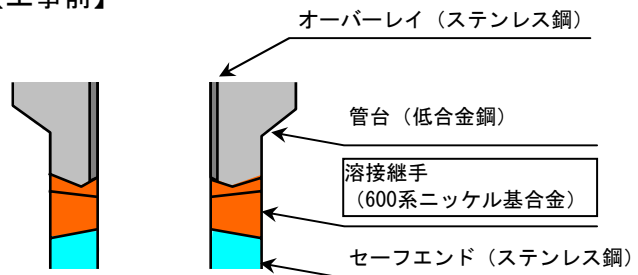 【工事前】
オーバーレイ（ステンレス鋼）
管台（低合金鋼）
溶接継手
（600系ニッケル基合金）
セーフエンド（ステンレス鋼）